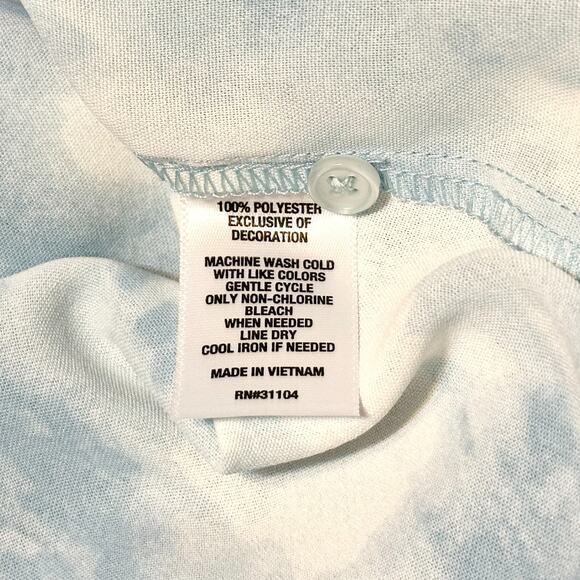 100% POLYESTER
EXCLUSIVE OF
DECORATION
MACHINE WASH COLD
WITH LIKE COLORS
GENTLE CYCLE
ONLY NON-CHLORINE
BLEACH
WHEN NEEDED
LINE DRY
COOL IRON IF NEEDED
MADE IN VIETNAM
RN#31104